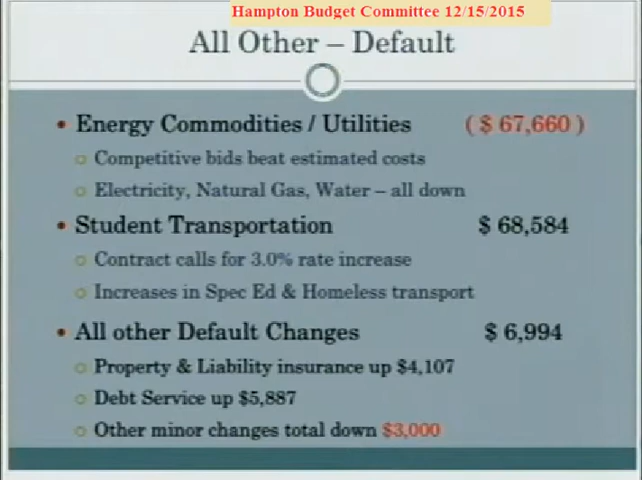 Hampton Budget Committee 12/15/2015
All Other – Default
• Energy Commodities / Utilities ( $ 67,660 )
Competitive bids beat estimated costs
Electricity, Natural Gas, Water – all down
• Student Transportation $ 68,584
Contract calls for 3.0% rate increase
Increases in Spec Ed & Homeless transport
• All other Default Changes $ 6,994
Property & Liability insurance up $4,107
Debt Service up $5,887
Other minor changes total down $3,000